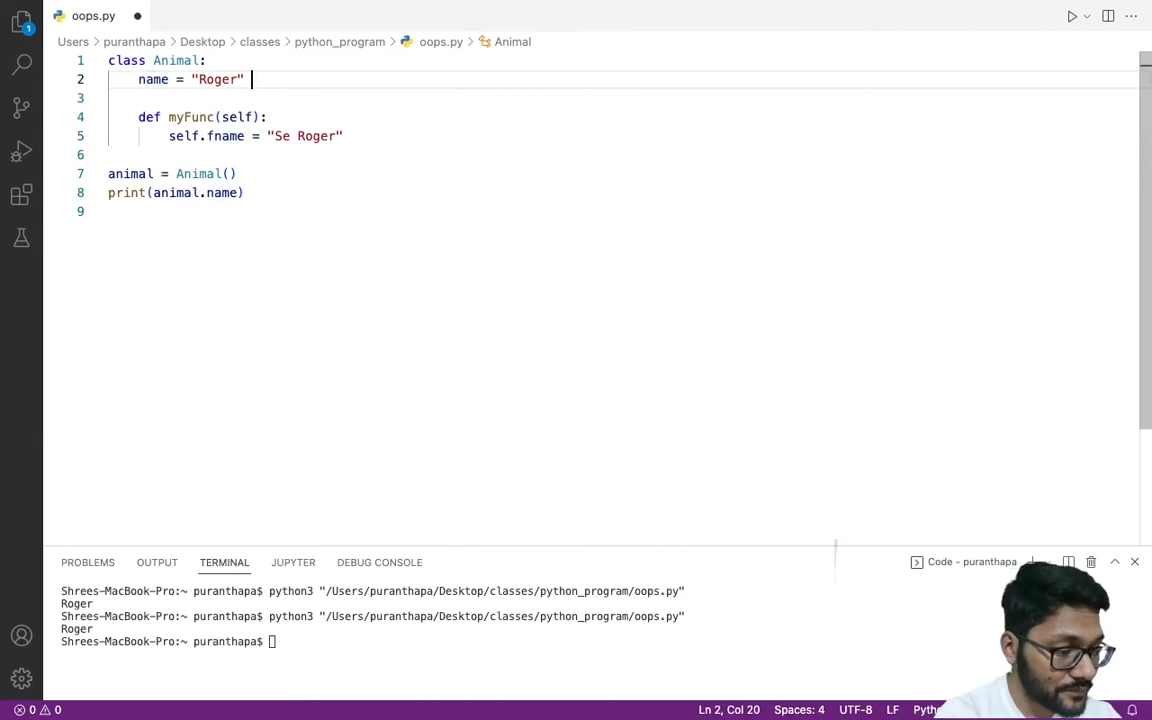 oops.py
Users > puranthapa > Desktop > classes > python_program > oops.py > Animal
1 class Animal:
2 name = "Roger"
3
4 def myFunc(self):
5 self.fname = "Se Roger"
6
7 animal = Animal()
8 print(animal.name)
9
1
PROBLEMS OUTPUT TERMINAL JUPYTER DEBUG CONSOLE Code - puranthapa
Shrees-MacBook-Pro:~ puranthapa$ python3 "/Users/puranthapa/Desktop/classes/python_program/oops.py"
Roger
Shrees-MacBook-Pro:~ puranthapa$ python3 "/Users/puranthapa/Desktop/classes/python_program/oops.py"
Roger
Shrees-MacBook-Pro:~ puranthapa$
0 0 Ln 2, Col 20 Spaces: 4 UTF-8 LF